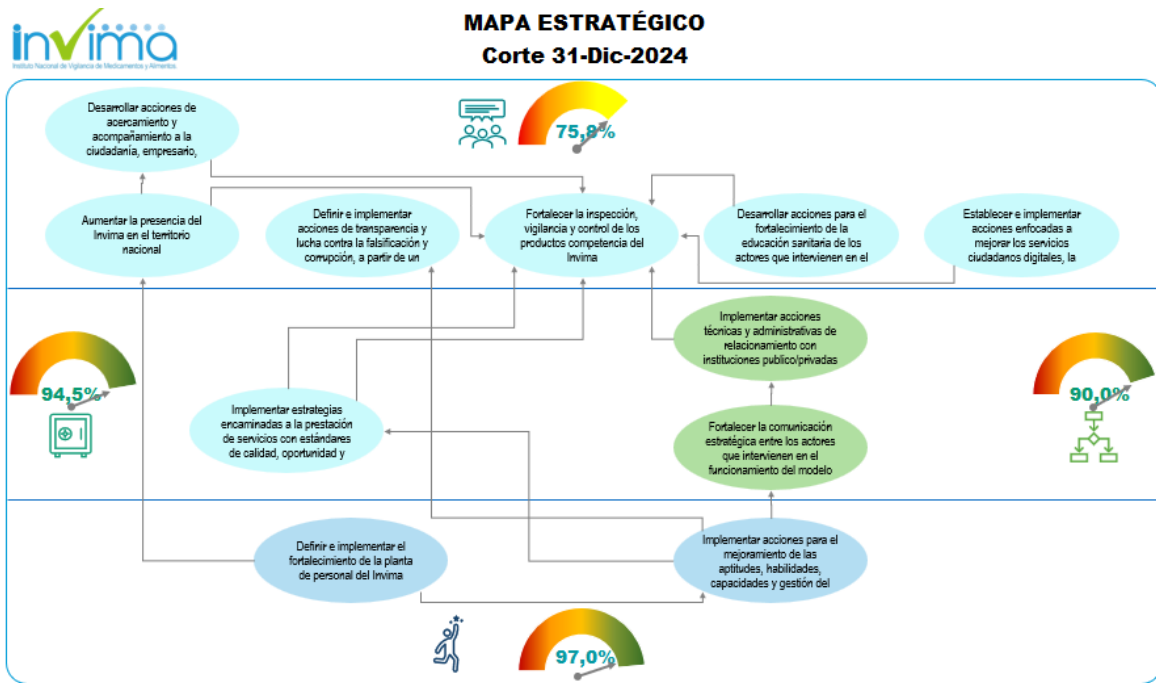 MAPA ESTRATÉGICO
Corte 31-Dic-2024
invima
Instituto Nacional de Vigilancia de Medicamentos y Alimentos
Desarrollar acciones de
acercamiento y
acompañamiento a la
ciudadanía, empresario,
75,8%
Aumentar la presencia del
Invima en el territorio
nacional
Definir e implementar
acciones de transparencia y
lucha contra la falsificación y
corrupción, a partir de un
Fortalecer la inspección,
vigilancia y control de los
productos competencia del
Invima
Desarrollar acciones para el
fortalecimiento de la
educación sanitaria de los
actores que intervienen en el
Establecer e implementar
acciones enfocadas a
mejorar los servicios
ciudadanos digitales, la
Implementar acciones
técnicas y administrativas de
relacionamiento con
instituciones publico/privadas
94,5%
90,0%
Implementar estrategias
encaminadas a la prestación
de servicios con estándares
de calidad, oportunidad y
Fortalecer la comunicación
estratégica entre los actores
que intervienen en el
funcionamiento del modelo
Definir e implementar el
fortalecimiento de la planta
de personal del Invima
Implementar acciones para el
mejoramiento de las
aptitudes, habilidades,
capacidades y gestión del
97,0%